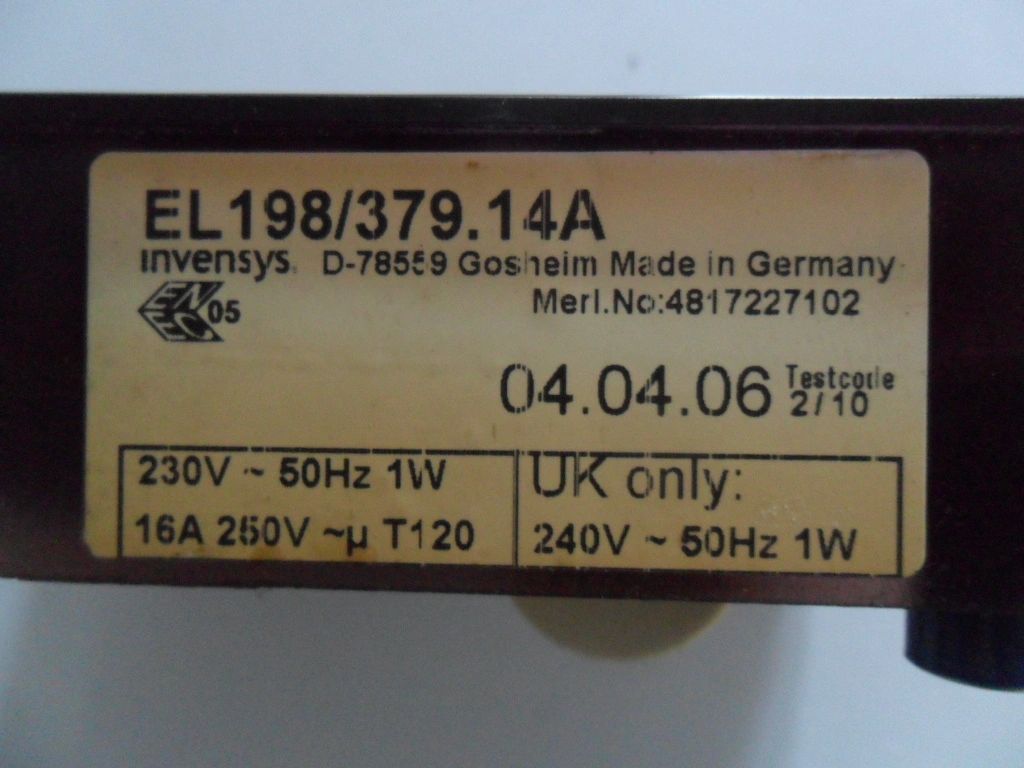 EL198/379.14A
invensys. D-78559 Gosheim Made in Germany
Merl.No:4817227102
ENEC 05
04.04.06 Testcode 2/10
230V ~ 50Hz 1W
16A 250V ~µ T120
UK only:
240V ~ 50Hz 1W